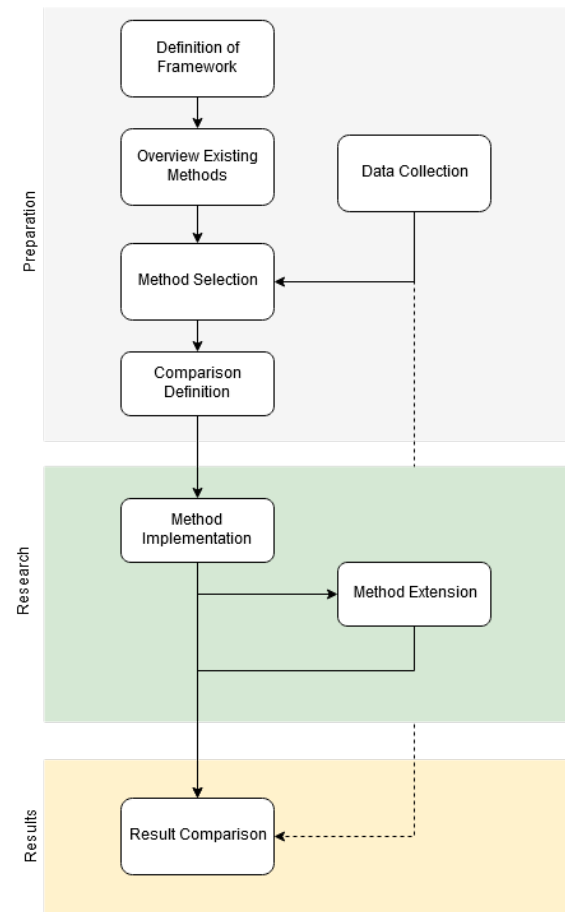 Preparation
Definition of
Framework
Overview Existing
Methods
Data Collection
Method Selection
Comparison
Definition
Research
Method
Implementation
Method Extension
Results
Result Comparison